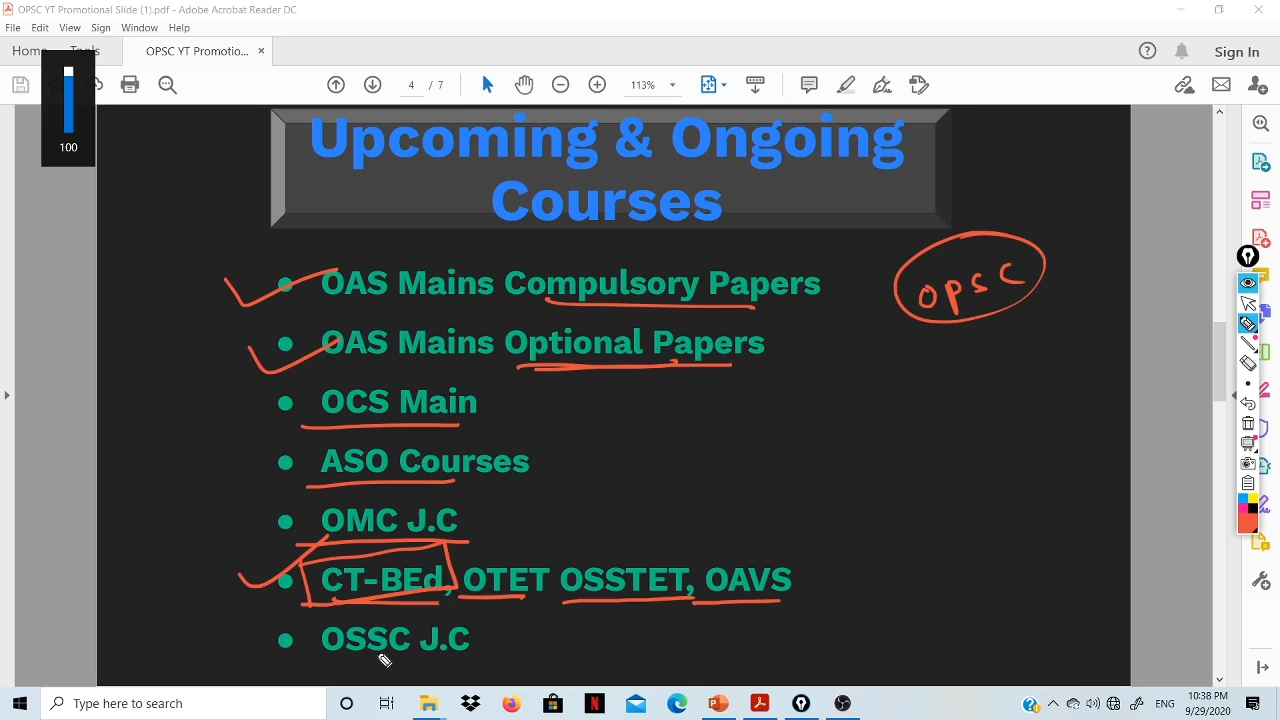 OPSC YT Promotional Slide (1).pdf - Adobe Acrobat Reader DC
File Edit View Sign Window Help
Home Tools OPSC YT Promotio... × Sign In
4 / 7 113%
100
Upcoming & Ongoing
Courses
OPSC
• OAS Mains Compulsory Papers
• OAS Mains Optional Papers
• OCS Main
• ASO Courses
• OMC J.C
• CT-BEd, OTET OSSTET, OAVS
• OSSC J.C
Type here to search
ENG
10:38 PM
9/29/2020